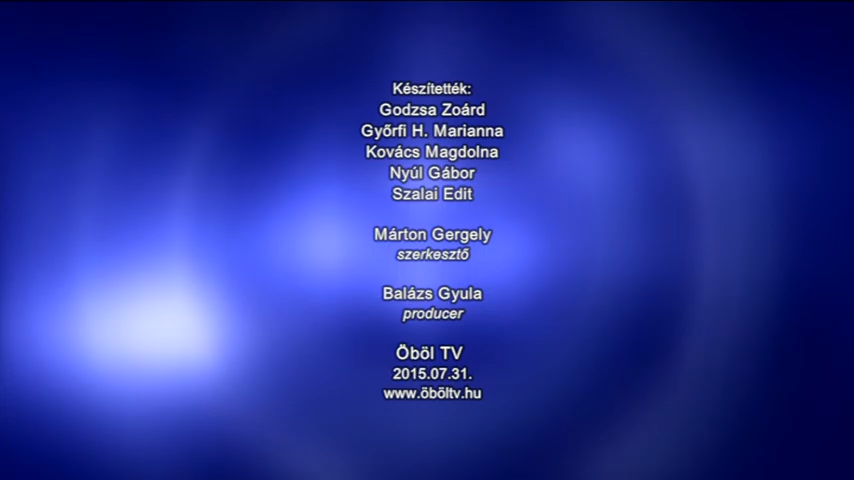 Készítették:
Godzsa Zoárd
Győrfi H. Marianna
Kovács Magdolna
Nyúl Gábor
Szalai Edit
Márton Gergely
szerkesztő
Balázs Gyula
producer
Öböl TV
2015.07.31.
www.öböltv.hu